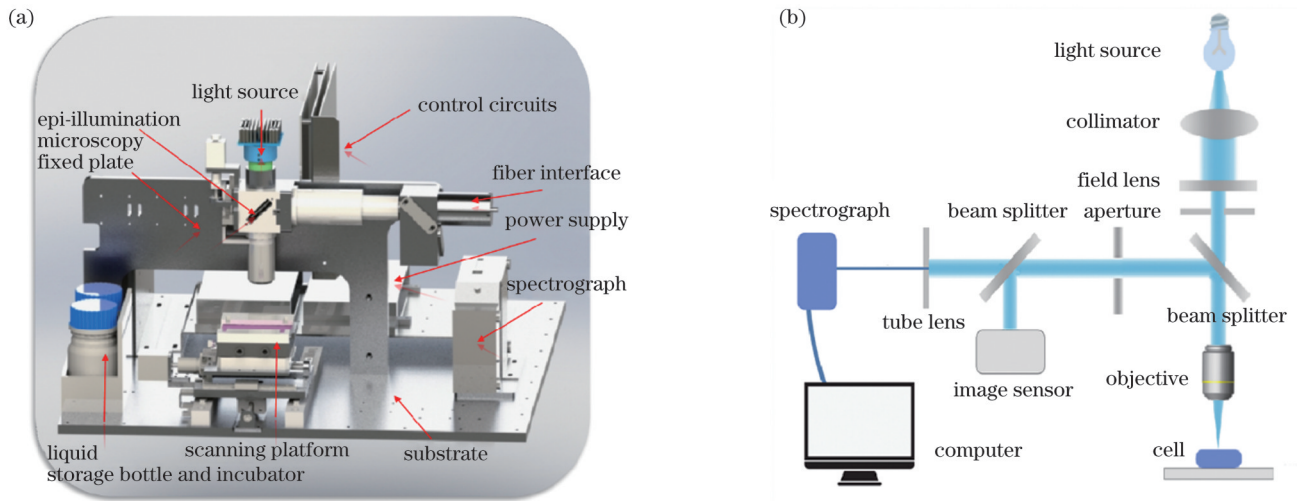 (a)
light source
control circuits
epi-illumination
microscopy
fixed plate
fiber interface
power supply
spectrograph
liquid
storage bottle and incubator
scanning platform
substrate
(b)
light source
collimator
field lens
spectrograph
beam splitter
aperture
tube lens
beam splitter
image sensor
objective
computer
cell